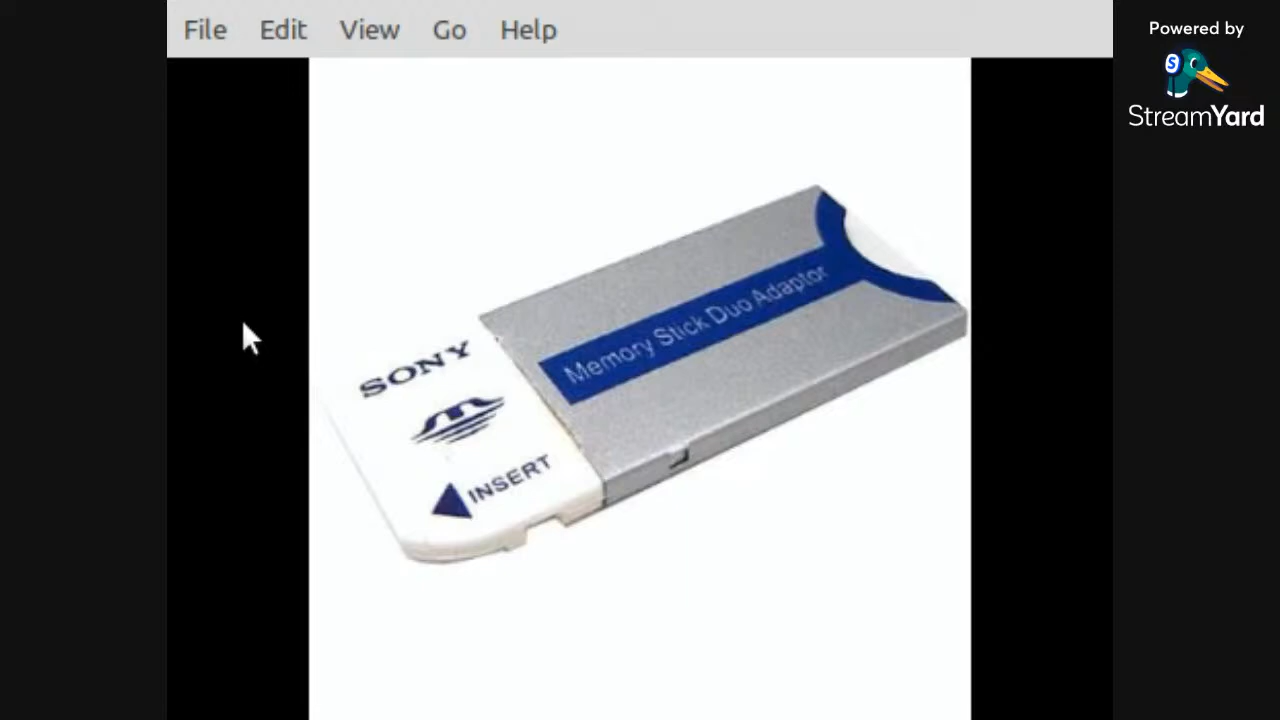 File Edit View Go Help
Powered by
StreamYard
Memory Stick Duo Adaptor
SONY
INSERT